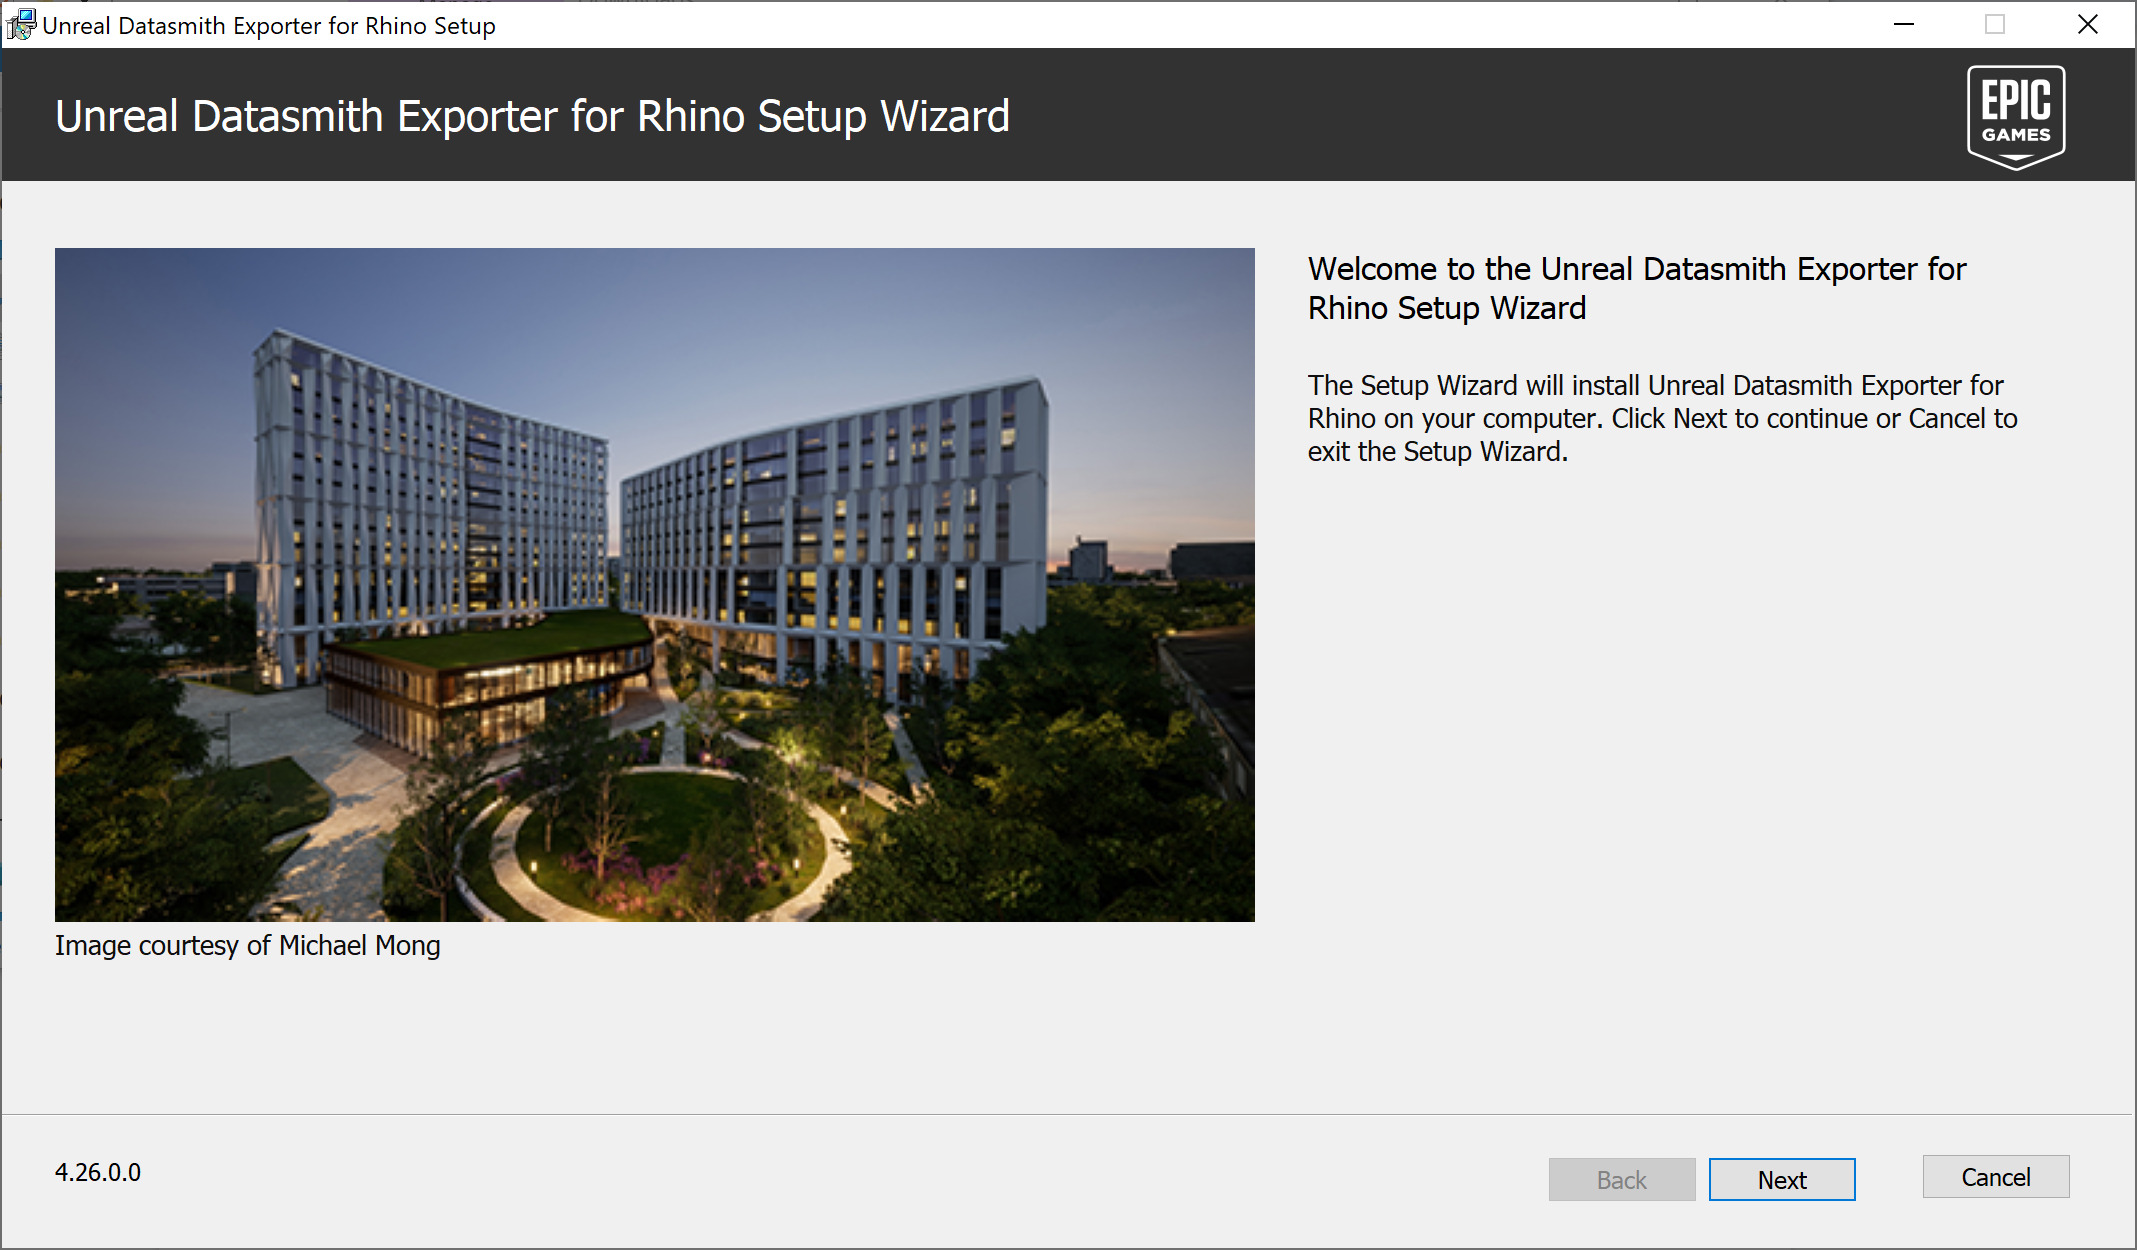 Unreal Datasmith Exporter for Rhino Setup
Unreal Datasmith Exporter for Rhino Setup Wizard
EPIC
GAMES
Welcome to the Unreal Datasmith Exporter for
Rhino Setup Wizard
The Setup Wizard will install Unreal Datasmith Exporter for
Rhino on your computer. Click Next to continue or Cancel to
exit the Setup Wizard.
Image courtesy of Michael Mong
4.26.0.0
Back
Next
Cancel